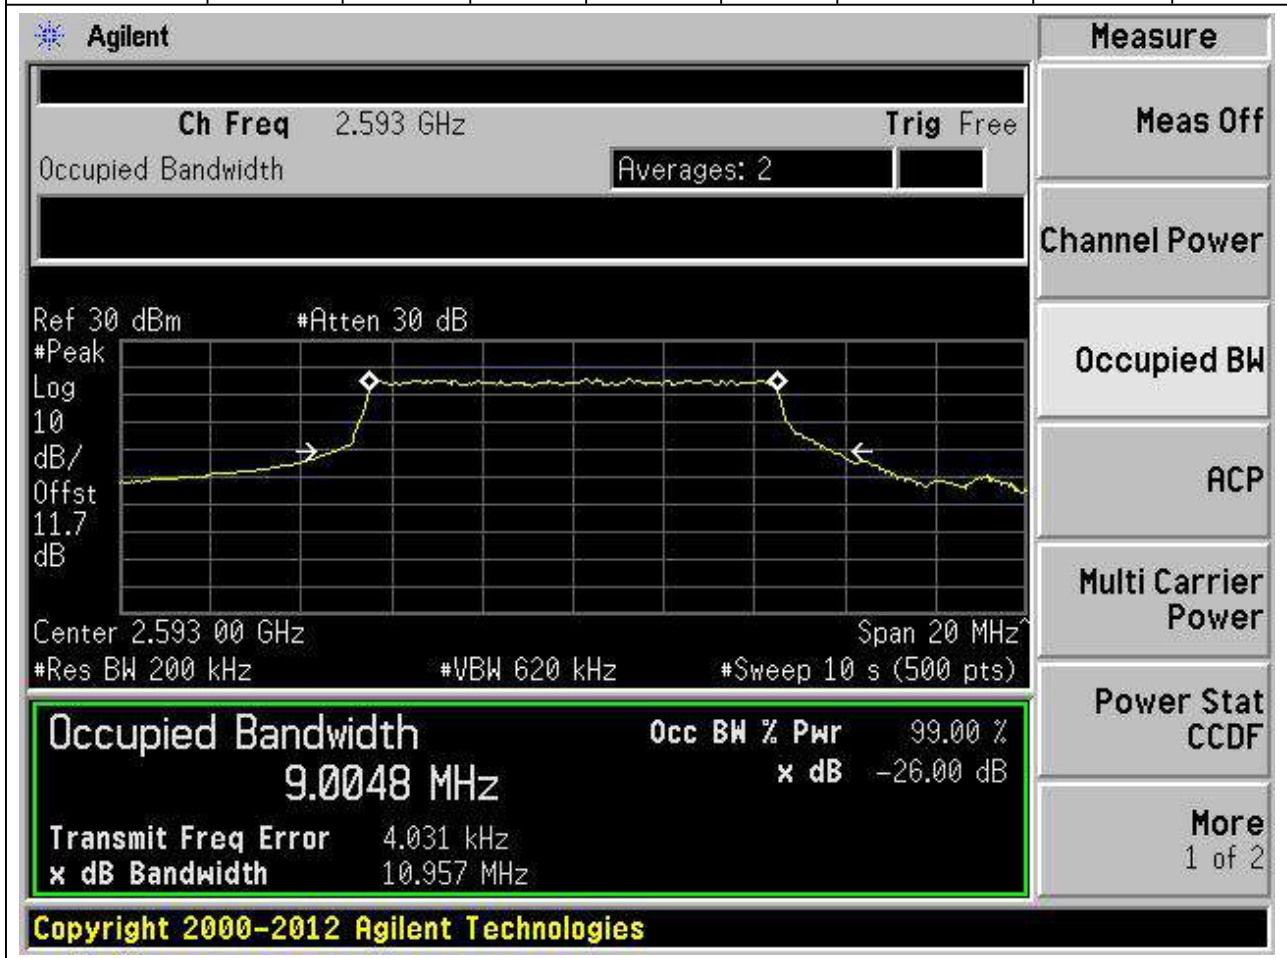 Agilent
Measure
Ch Freq 2.593 GHz Trig Free
Occupied Bandwidth Averages: 2
Meas Off
Channel Power
Occupied BW
ACP
Multi Carrier
Power
Power Stat
CCDF
More
1 of 2
Ref 30 dBm #Atten 30 dB
#Peak
Log
10
dB/
Offst
11.7
dB
Center 2.593 00 GHz Span 20 MHz^
#Res BW 200 kHz #VBW 620 kHz #Sweep 10 s (500 pts)
Occupied Bandwidth Occ BW % Pwr 99.00 %
9.0048 MHz x dB -26.00 dB
Transmit Freq Error 4.031 kHz
x dB Bandwidth 10.957 MHz
Copyright 2000-2012 Agilent Technologies